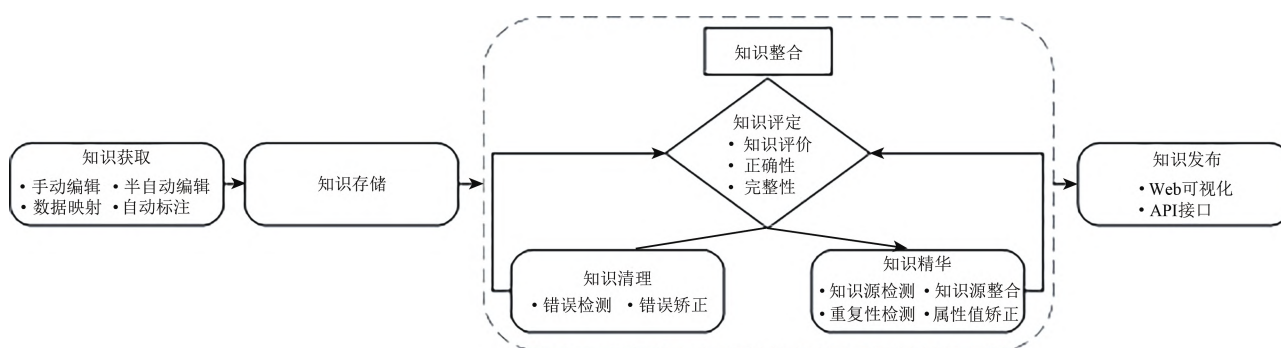 知识获取
• 手动编辑 • 半自动编辑
• 数据映射 • 自动标注
知识存储
知识整合
知识评定
• 知识评价
• 正确性
• 完整性
知识清理
• 错误检测 • 错误矫正
知识精华
• 知识源检测 • 知识源整合
• 重复性检测 • 属性值矫正
知识发布
• Web可视化
• API接口